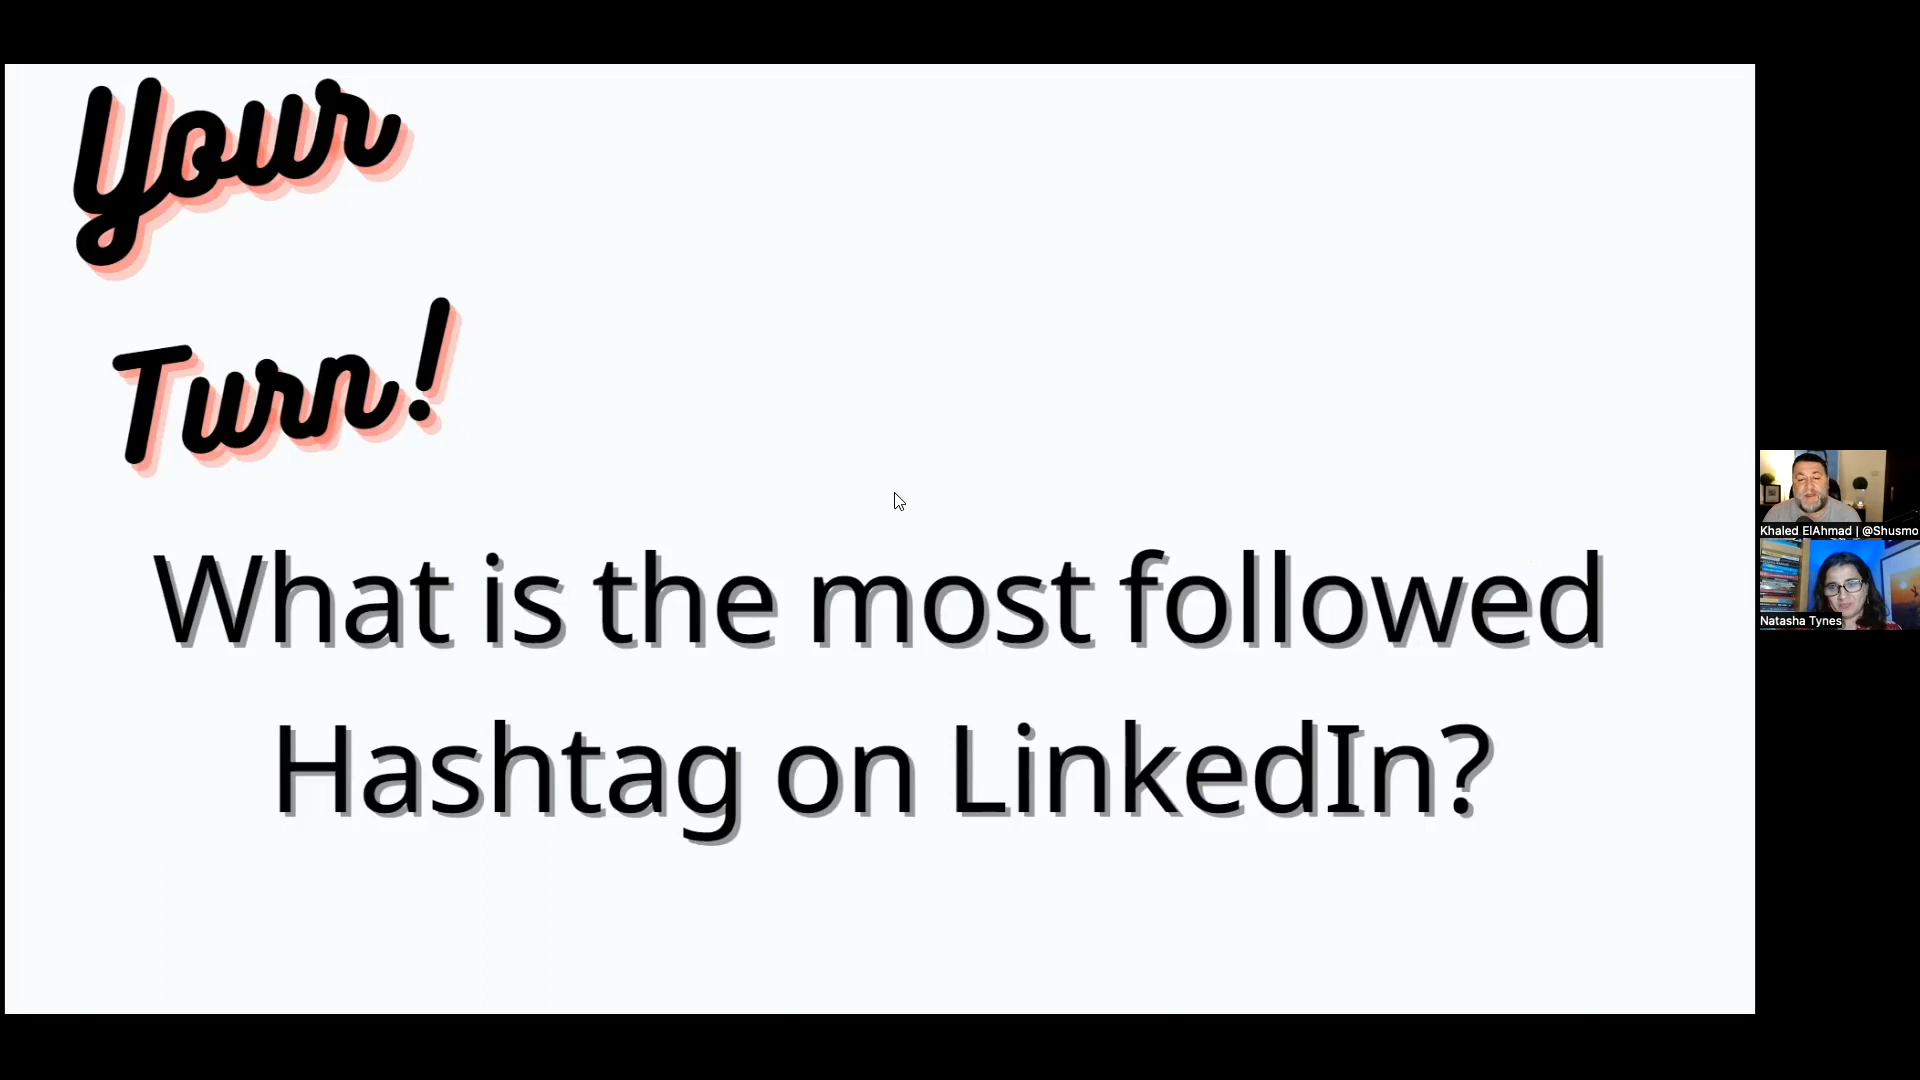 Your
Turn!
What is the most followed
Hashtag on LinkedIn?
Khaled ElAhmad | @Shusmo
Natasha Tynes